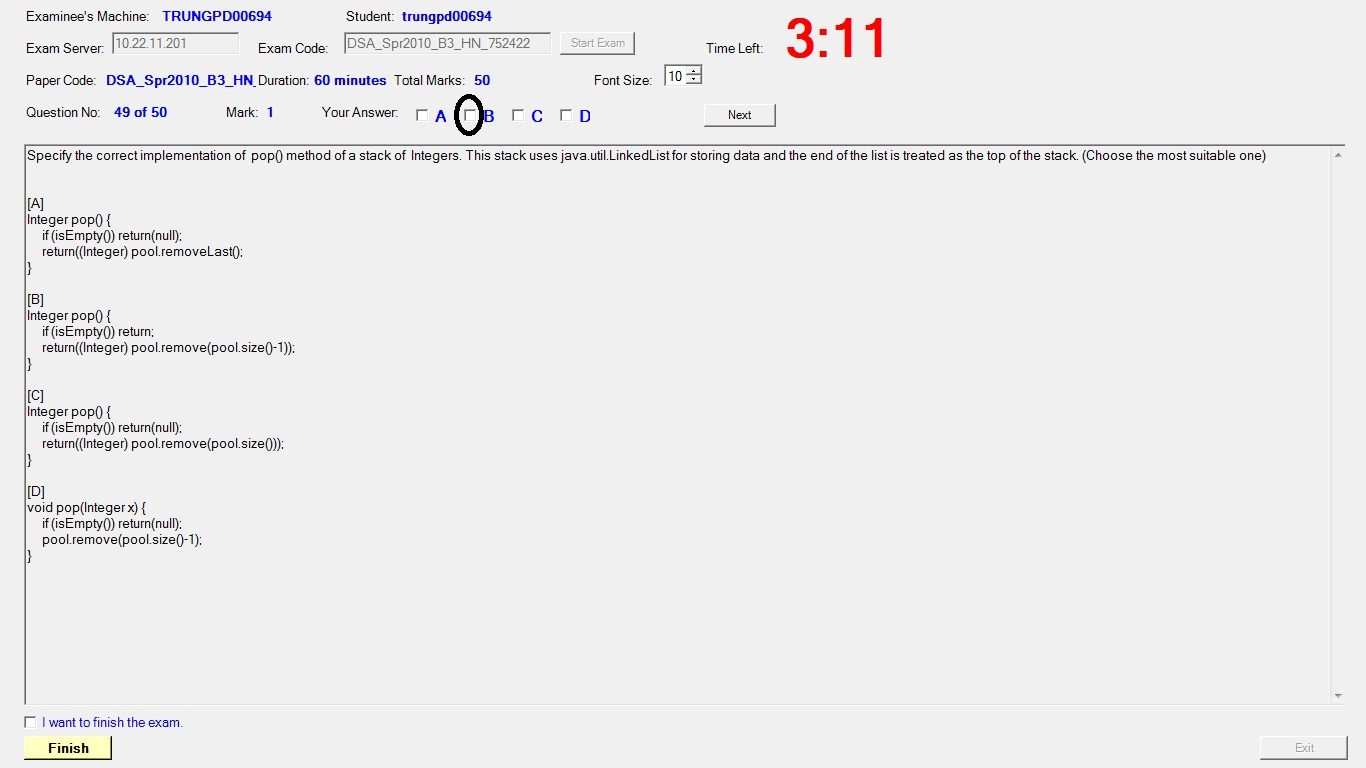 Examinee's Machine: TRUNGPD00694 Student: trungpd00694
Exam Server: 10.22.11.201 Exam Code: DSA_Spr2010_B3_HN_752422 Start Exam Time Left: 3:11
Paper Code: DSA_Spr2010_B3_HN_ Duration: 60 minutes Total Marks: 50 Font Size: 10
Question No: 49 of 50 Mark: 1 Your Answer: A B C D Next
Specify the correct implementation of pop() method of a stack of Integers. This stack uses java.util.LinkedList for storing data and the end of the list is treated as the top of the stack. (Choose the most suitable one)
[A]
Integer pop() {
if (isEmpty()) return(null);
return((Integer) pool.removeLast();
}
[B]
Integer pop() {
if (isEmpty()) return;
return((Integer) pool.remove(pool.size()-1));
}
[C]
Integer pop() {
if (isEmpty()) return(null);
return((Integer) pool.remove(pool.size()));
}
[D]
void pop(Integer x) {
if (isEmpty()) return(null);
pool.remove(pool.size()-1);
}
I want to finish the exam.
Finish Exit